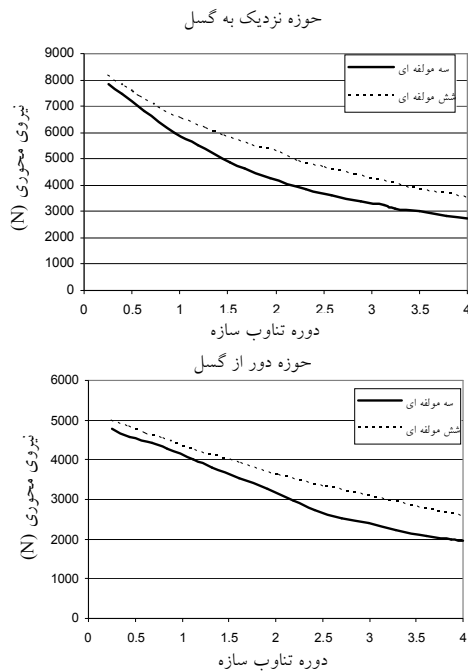 حوزه نزدیک به گسل
نیروی محوری (N)
9000
8000
7000
6000
5000
4000
3000
2000
1000
0
سه مولفه ای
شش مولفه ای
0 0.5 1 1.5 2 2.5 3 3.5 4
دوره تناوب سازه
حوزه دور از گسل
نیروی محوری (N)
6000
5000
4000
3000
2000
1000
0
سه مولفه ای
شش مولفه ای
0 0.5 1 1.5 2 2.5 3 3.5 4
دوره تناوب سازه